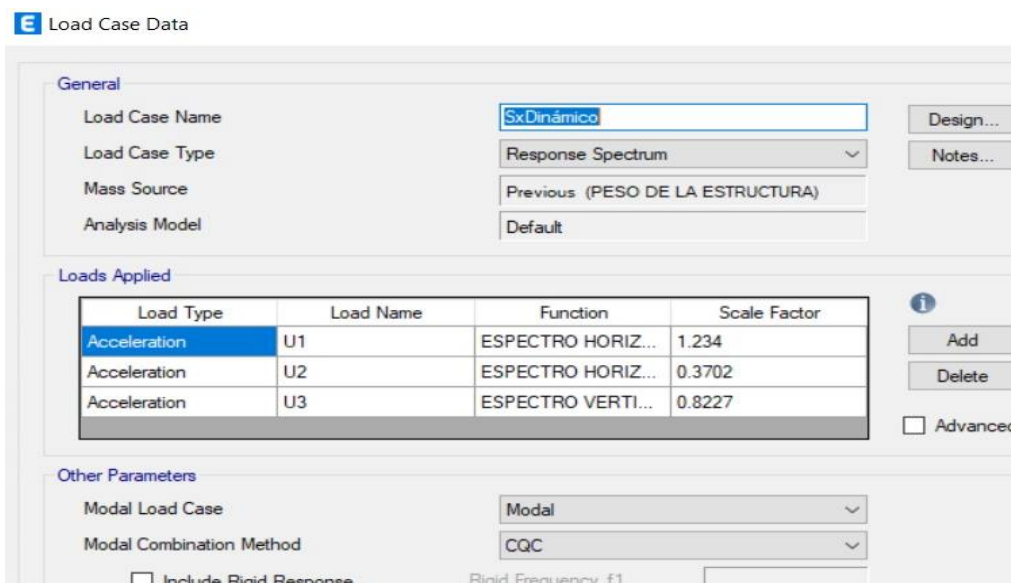 E Load Case Data
General
Load Case Name SxDinámico Design...
Load Case Type Response Spectrum Notes...
Mass Source Previous (PESO DE LA ESTRUCTURA)
Analysis Model Default
Loads Applied
Load Type Load Name Function Scale Factor
Acceleration U1 ESPECTRO HORIZ... 1.234 Add
Acceleration U2 ESPECTRO HORIZ... 0.3702 Delete
Acceleration U3 ESPECTRO VERTI... 0.8227
Advanced
Other Parameters
Modal Load Case Modal
Modal Combination Method CQC
Include Rigid Response Rigid Frequency, f1